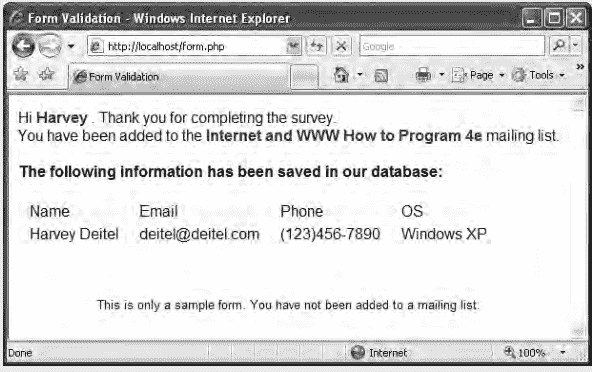 Form Validation - Windows Internet Explorer
http://localhost/form.php
Google
Form Validation
Page
Tools
»
Hi Harvey . Thank you for completing the survey.
You have been added to the Internet and WWW How to Program 4e mailing list.
The following information has been saved in our database:
Name Email Phone OS
Harvey Deitel deitel@deitel.com (123)456-7890 Windows XP
This is only a sample form. You have not been added to a mailing list.
Done Internet 100%